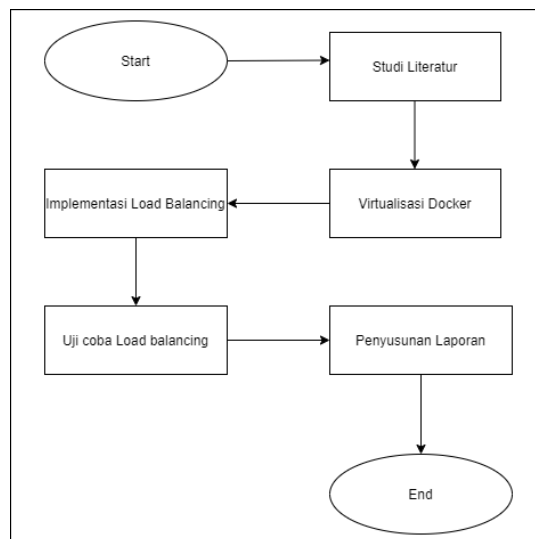 Start
Studi Literatur
Virtualisasi Docker
Implementasi Load Balancing
Uji coba Load balancing
Penyusunan Laporan
End